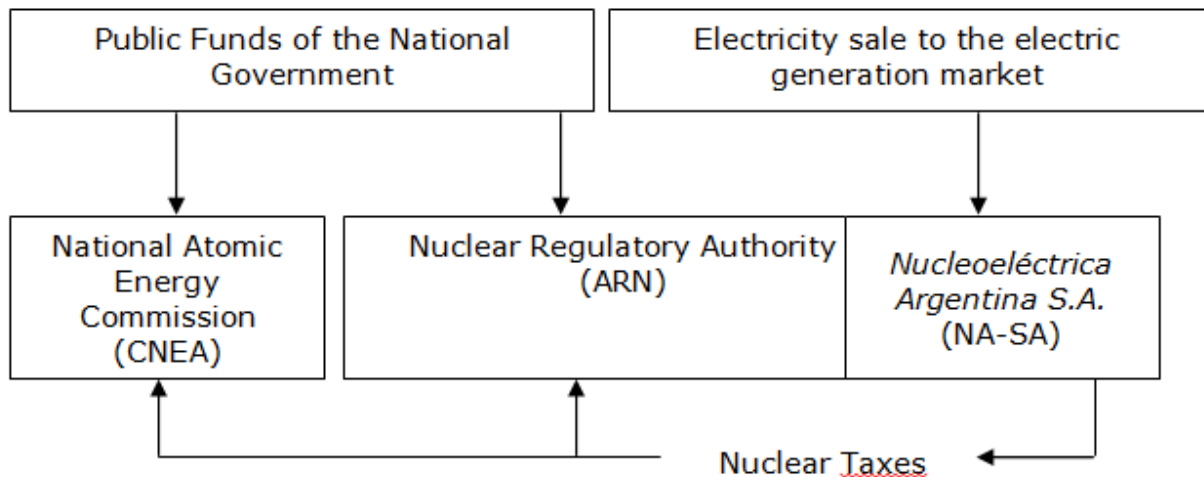 Public Funds of the National
Government
Electricity sale to the electric
generation market
National Atomic
Energy
Commission
(CNEA)
Nuclear Regulatory Authority
(ARN)
Nucleoeléctrica
Argentina S.A.
(NA-SA)
Nuclear Taxes